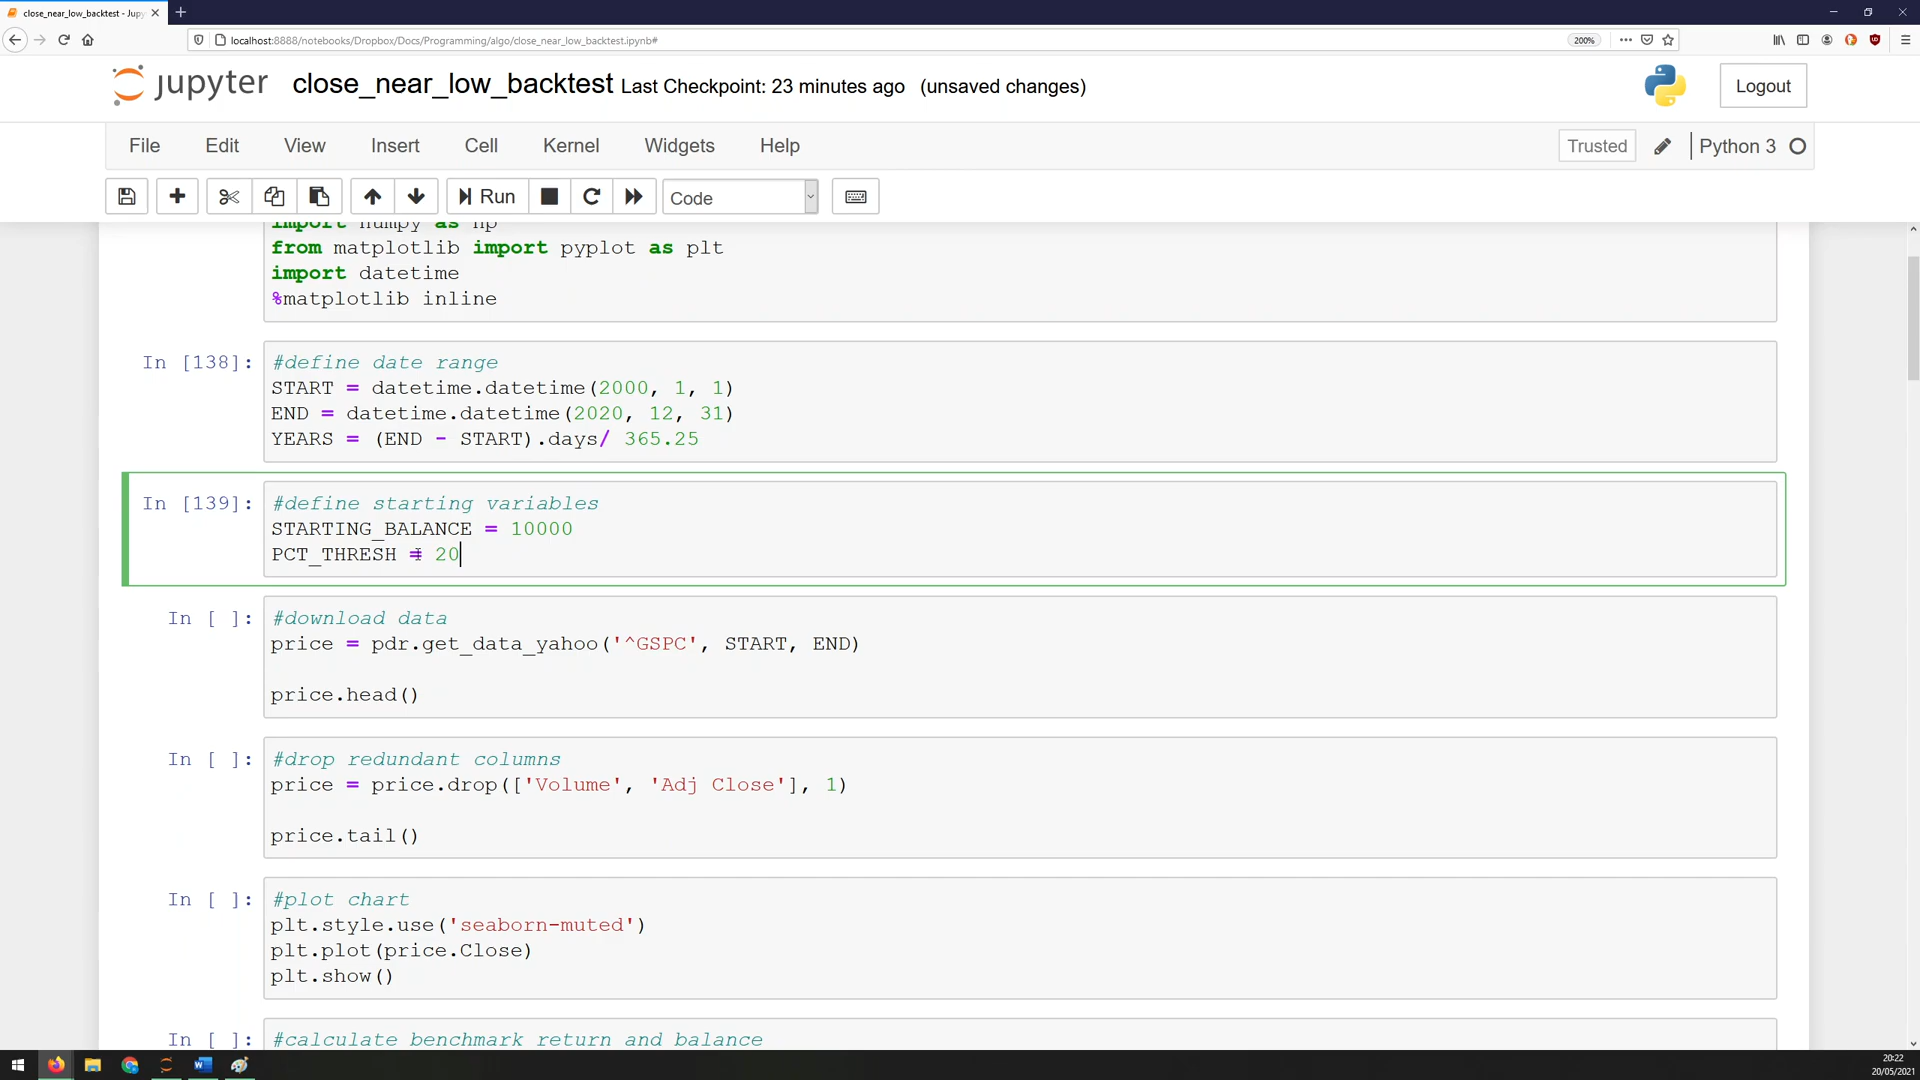 close_near_low_backtest - Jupy
localhost:8888/notebooks/Dropbox/Docs/Programming/algo/close_near_low_backtest.ipynb#
200%
jupyter close_near_low_backtest Last Checkpoint: 23 minutes ago (unsaved changes)
Logout
File Edit View Insert Cell Kernel Widgets Help
Trusted Python 3
Run Code
import numpy as np
from matplotlib import pyplot as plt
import datetime
%matplotlib inline
In [138]: #define date range
START = datetime.datetime(2000, 1, 1)
END = datetime.datetime(2020, 12, 31)
YEARS = (END - START).days/ 365.25
In [139]: #define starting variables
STARTING_BALANCE = 10000
PCT_THRESH = 20
In [ ]: #download data
price = pdr.get_data_yahoo('^GSPC', START, END)
price.head()
In [ ]: #drop redundant columns
price = price.drop(['Volume', 'Adj Close'], 1)
price.tail()
In [ ]: #plot chart
plt.style.use('seaborn-muted')
plt.plot(price.Close)
plt.show()
In [ ]: #calculate benchmark return and balance
20:22
20/05/2021